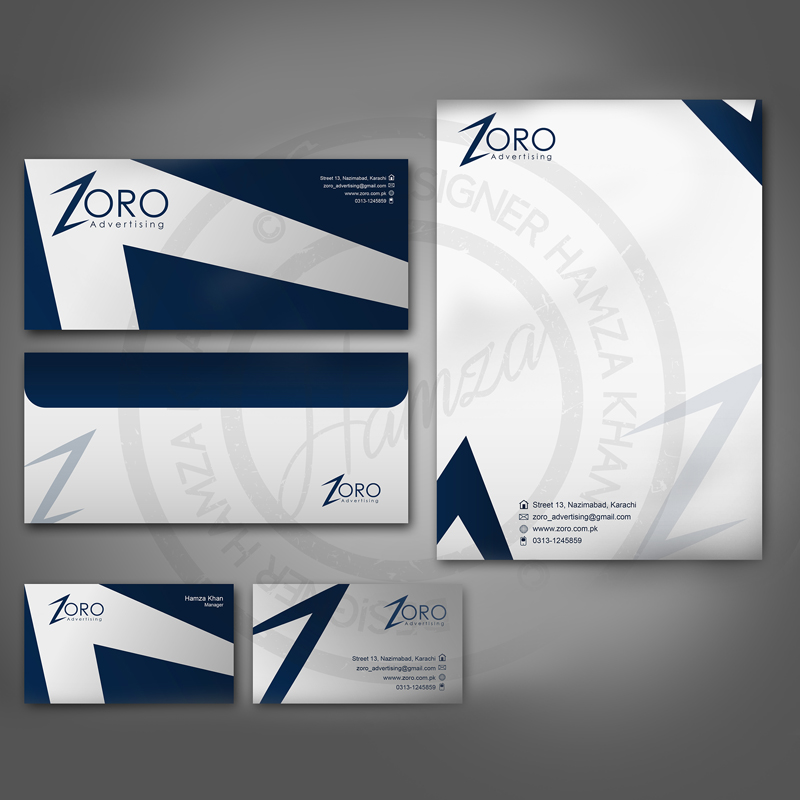 ZORO
Advertising
Street 13, Nazimabad, Karachi
zoro_advertising@gmail.com
www.zoro.com.pk
0313-1245859
ZORO
Advertising
Street 13, Nazimabad, Karachi
zoro_advertising@gmail.com
www.zoro.com.pk
0313-1245859
ZORO
Advertising
ZORO
Advertising
Hamza Khan
Manager
ZORO
Advertising
Street 13, Nazimabad, Karachi
zoro_advertising@gmail.com
www.zoro.com.pk
0313-1245859
© DESIGNER HAMZA KHAN
DESiGNER HAMZA
Hamza